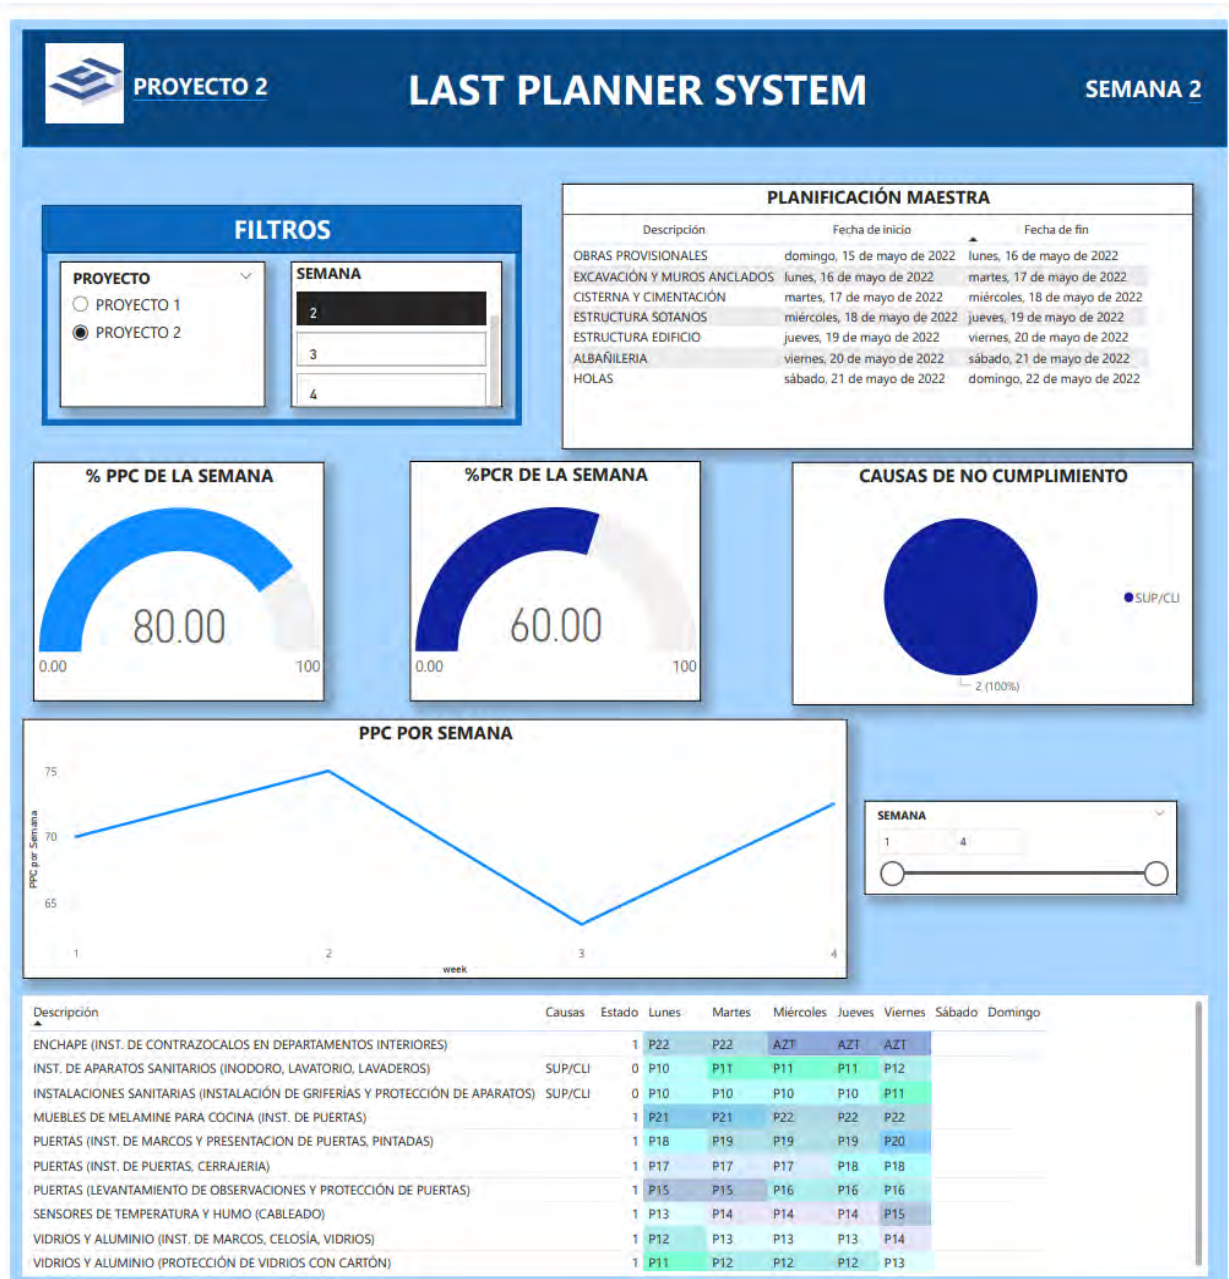 PROYECTO 2
LAST PLANNER SYSTEM
SEMANA 2
FILTROS
PROYECTO
PROYECTO 1
PROYECTO 2
SEMANA
2
3
4
PLANIFICACIÓN MAESTRA
Descripción Fecha de inicio Fecha de fin
OBRAS PROVISIONALES domingo, 15 de mayo de 2022 lunes, 16 de mayo de 2022
EXCAVACIÓN Y MUROS ANCLADOS lunes, 16 de mayo de 2022 martes, 17 de mayo de 2022
CISTERNA Y CIMENTACIÓN martes, 17 de mayo de 2022 miércoles, 18 de mayo de 2022
ESTRUCTURA SOTANOS miércoles, 18 de mayo de 2022 jueves, 19 de mayo de 2022
ESTRUCTURA EDIFICIO jueves, 19 de mayo de 2022 viernes, 20 de mayo de 2022
ALBAÑILERIA viernes, 20 de mayo de 2022 sábado, 21 de mayo de 2022
HOLAS sábado, 21 de mayo de 2022 domingo, 22 de mayo de 2022
% PPC DE LA SEMANA
80.00
0.00 100
%PCR DE LA SEMANA
60.00
0.00 100
CAUSAS DE NO CUMPLIMIENTO
SUP/CLI
2 (100%)
PPC POR SEMANA
PPC por Semana
75
70
65
1 2 3 4
week
SEMANA
1 4
Descripción Causas Estado Lunes Martes Miércoles Jueves Viernes Sábado Domingo
ENCHAPE (INST. DE CONTRAZOCALOS EN DEPARTAMENTOS INTERIORES) 1 P22 P22 AZT AZT AZT
INST. DE APARATOS SANITARIOS (INODORO, LAVATORIO, LAVADEROS) SUP/CLI 0 P10 P11 P11 P11 P12
INSTALACIONES SANITARIAS (INSTALACIÓN DE GRIFERÍAS Y PROTECCIÓN DE APARATOS) SUP/CLI 0 P10 P10 P10 P10 P11
MUEBLES DE MELAMINE PARA COCINA (INST. DE PUERTAS) 1 P21 P21 P22 P22 P22
PUERTAS (INST. DE MARCOS Y PRESENTACION DE PUERTAS, PINTADAS) 1 P18 P19 P19 P19 P20
PUERTAS (INST. DE PUERTAS, CERRAJERIA) 1 P17 P17 P17 P18 P18
PUERTAS (LEVANTAMIENTO DE OBSERVACIONES Y PROTECCIÓN DE PUERTAS) 1 P15 P15 P16 P16 P16
SENSORES DE TEMPERATURA Y HUMO (CABLEADO) 1 P13 P14 P14 P14 P15
VIDRIOS Y ALUMINIO (INST. DE MARCOS, CELOSÍA, VIDRIOS) 1 P12 P13 P13 P13 P14
VIDRIOS Y ALUMINIO (PROTECCIÓN DE VIDRIOS CON CARTÓN) 1 P11 P12 P12 P12 P13